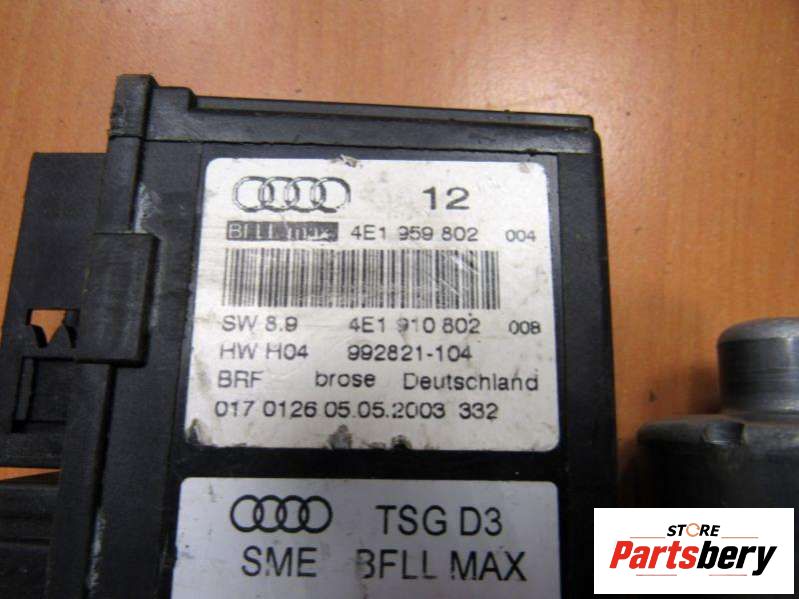 12
BFLL max 4E1 959 802 004
SW 8.9 4E1 910 802 008
HW H04 992821-104
BRF brose Deutschland
017 0126 05.05.2003 332
TSG D3
SME BFLL MAX
STORE
Partsbery